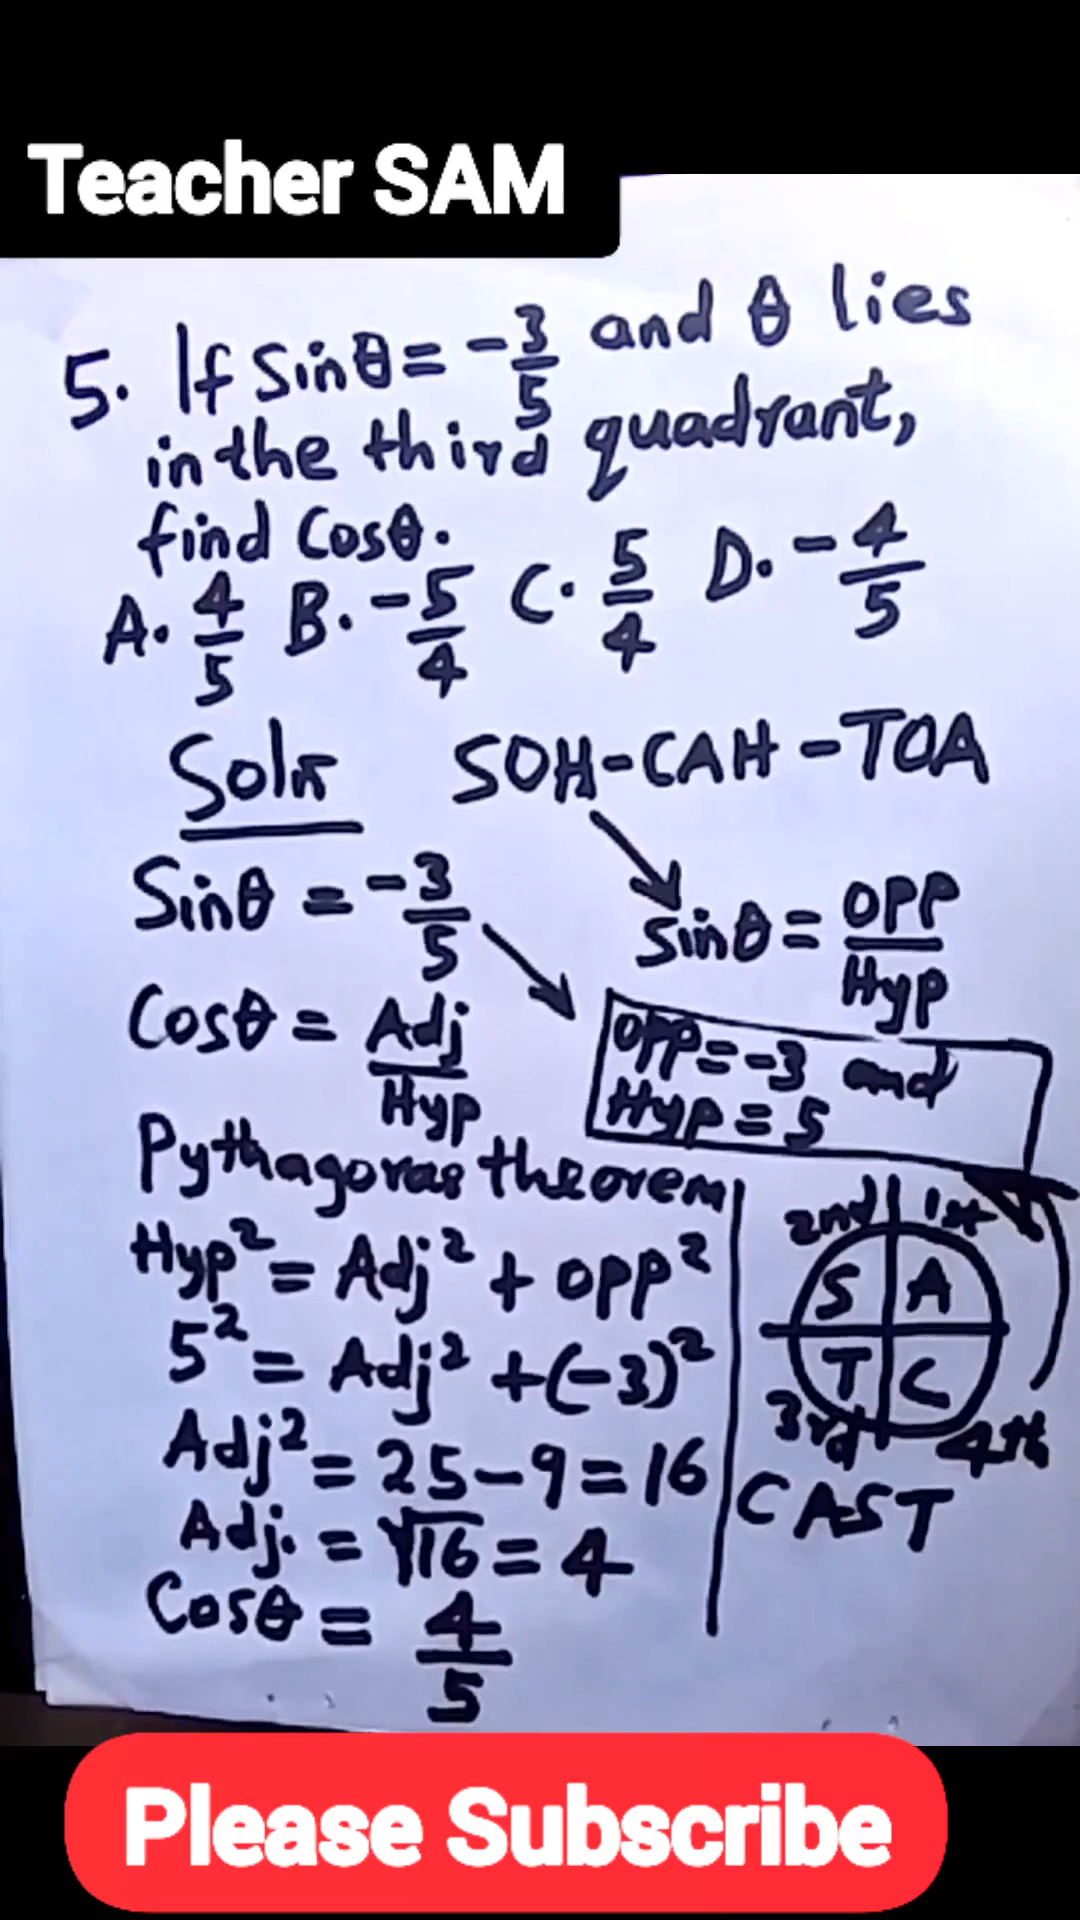 Teacher SAM
5. If Sinθ = -3/5 and θ lies
in the third quadrant,
find Cosθ.
A. 4/5 B. -5/4 C. 5/4 D. -4/5
Soln SOH-CAH-TOA
Sinθ = -3/5
Sinθ = OPP/Hyp
Cosθ = Adj/Hyp
OPP = -3 and
Hyp = 5
Pythagoras theorem
Hyp² = Adj² + OPP²
5² = Adj² + (-3)²
Adj² = 25 - 9 = 16
Adj. = √16 = 4
Cosθ = 4/5
2nd 1st
S A
T C
3rd 4th
CAST
Please Subscribe